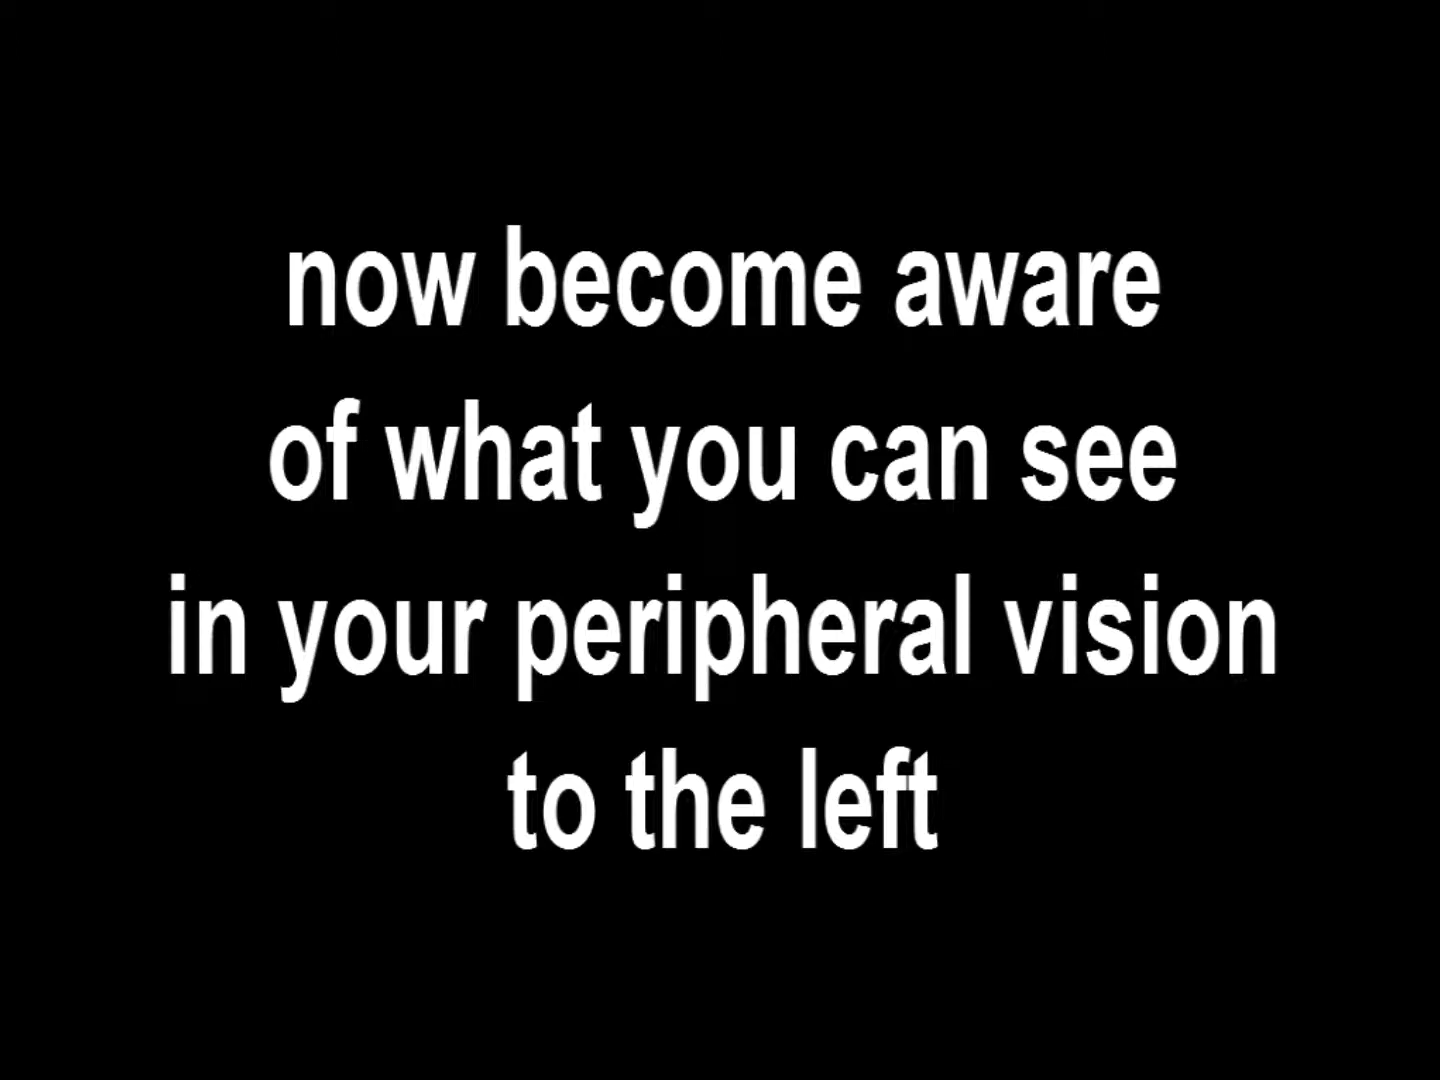 now become aware
of what you can see
in your peripheral vision
to the left